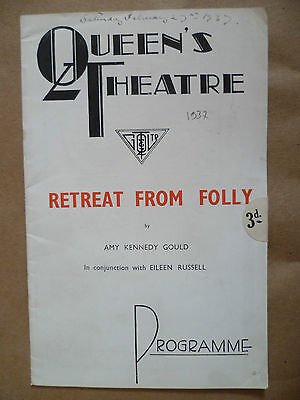 Saturday February 27th 1937.
QUEEN'S
THEATRE
1937
RETREAT FROM FOLLY
3d.
by
AMY KENNEDY GOULD
In conjunction with EILEEN RUSSELL
PROGRAMME